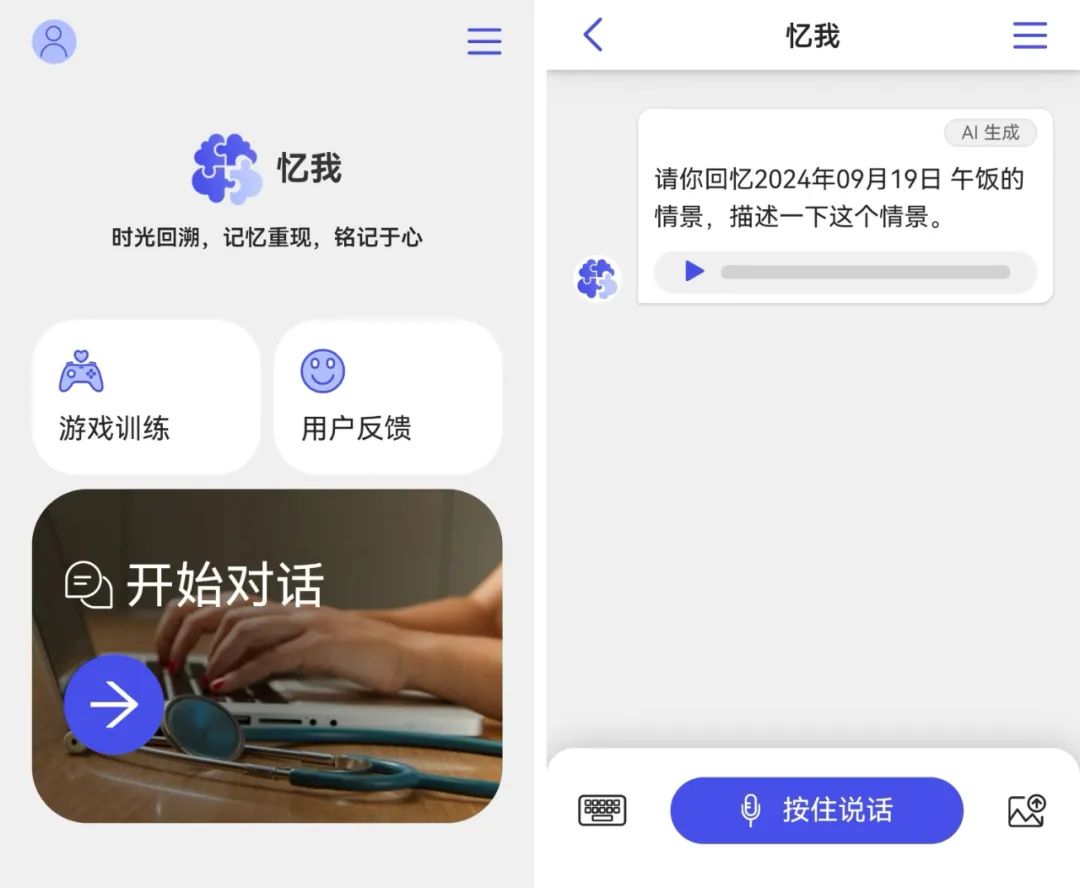 忆我
时光回溯，记忆重现，铭记于心
游戏训练
用户反馈
开始对话
忆我
AI 生成
请你回忆2024年09月19日 午饭的
情景，描述一下这个情景。
按住说话